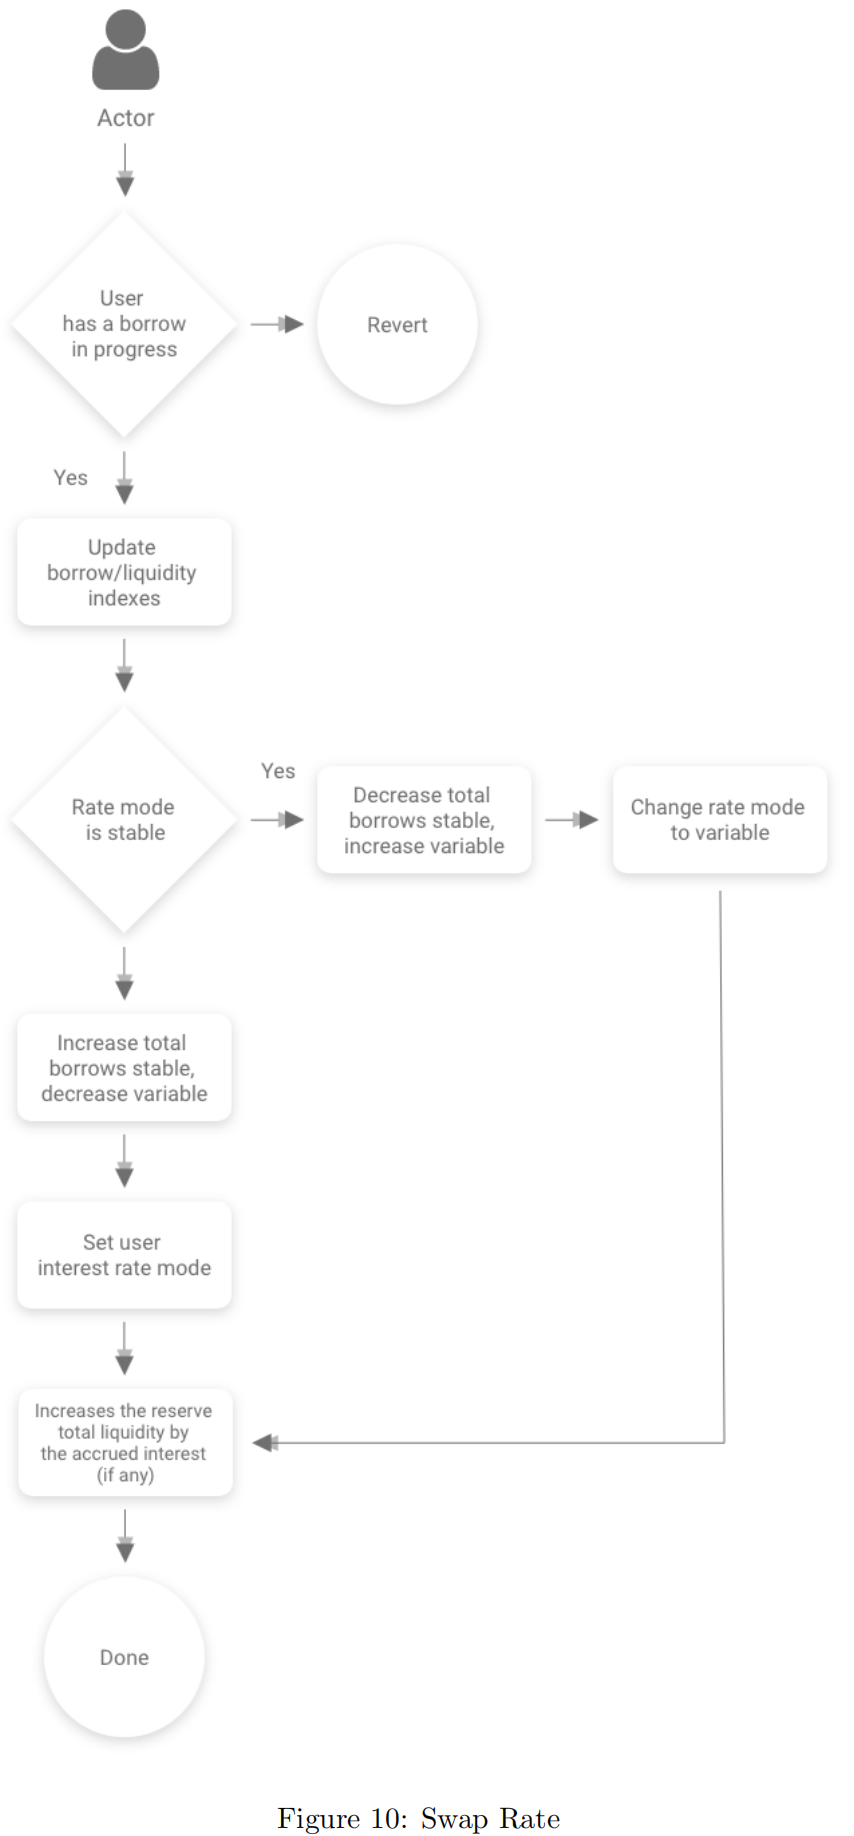 Actor
User
has a borrow
in progress
Revert
Yes
Update
borrow/liquidity
indexes
Rate mode
is stable
Yes
Decrease total
borrows stable,
increase variable
Change rate mode
to variable
Increase total
borrows stable,
decrease variable
Set user
interest rate mode
Increases the reserve
total liquidity by
the accrued interest
(if any)
Done
Figure 10: Swap Rate